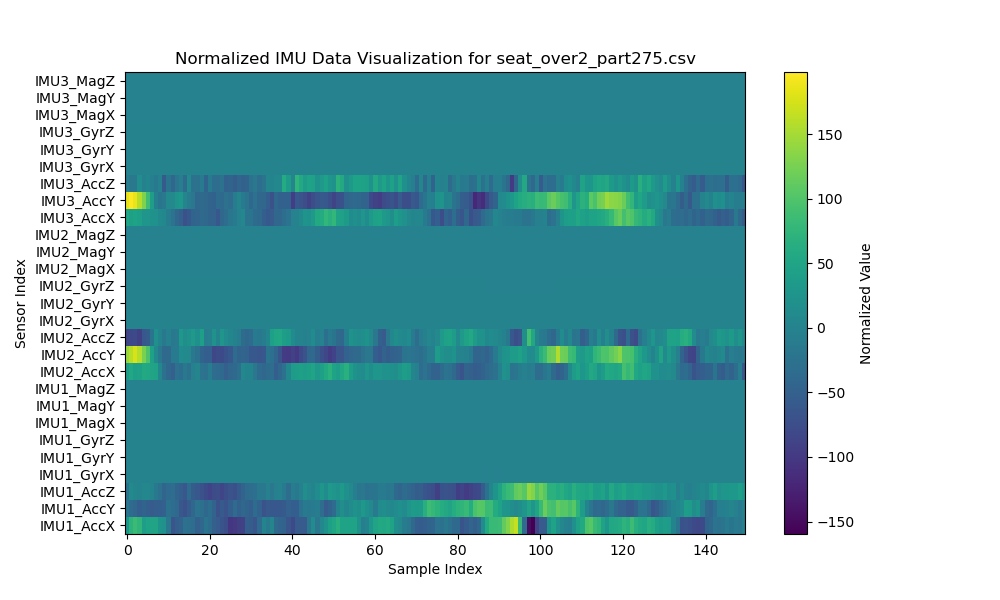 Normalized IMU Data Visualization for seat_over2_part275.csv
IMU3_MagZ
IMU3_MagY
IMU3_MagX
IMU3_GyrZ
IMU3_GyrY
IMU3_GyrX
IMU3_AccZ
IMU3_AccY
IMU3_AccX
IMU2_MagZ
IMU2_MagY
IMU2_MagX
IMU2_GyrZ
IMU2_GyrY
IMU2_GyrX
IMU2_AccZ
IMU2_AccY
IMU2_AccX
IMU1_MagZ
IMU1_MagY
IMU1_MagX
IMU1_GyrZ
IMU1_GyrY
IMU1_GyrX
IMU1_AccZ
IMU1_AccY
IMU1_AccX
Sensor Index
0 20 40 60 80 100 120 140
Sample Index
150
100
50
0
−50
−100
−150
Normalized Value